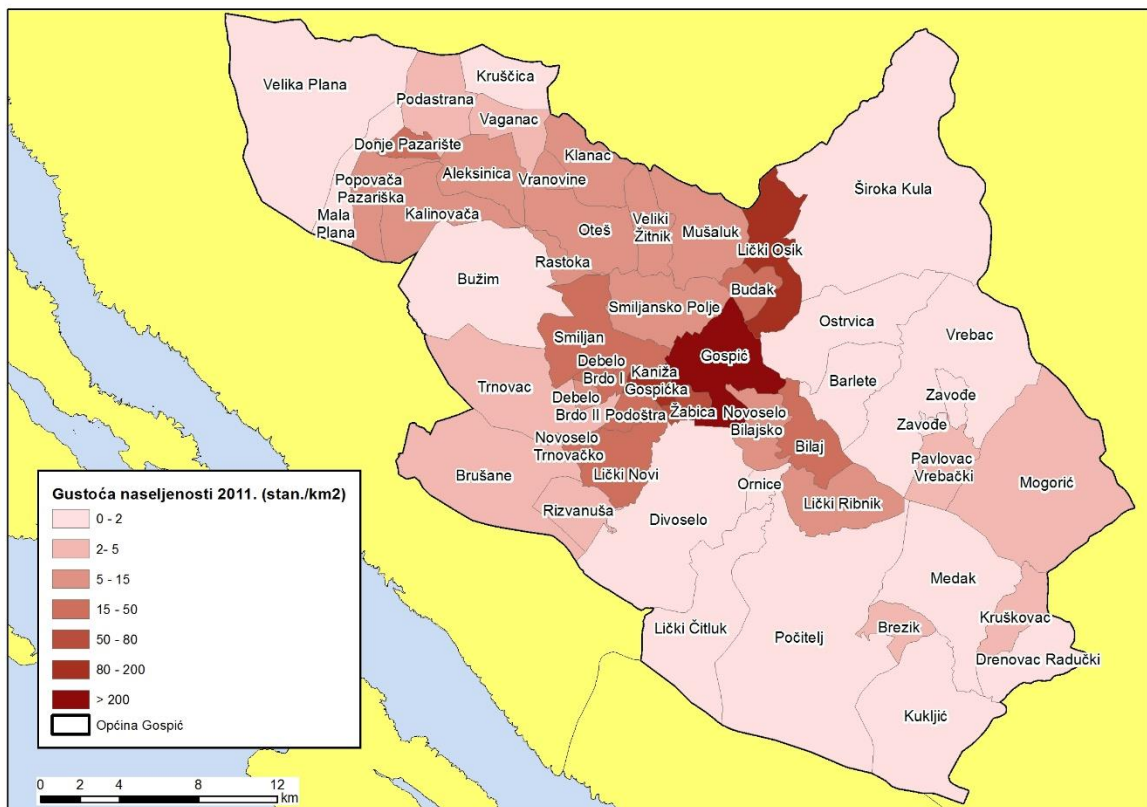 Velika Plana
Kruščica
Podastrana
Vaganac
Donje Pazarište
Klanac
Aleksinica
Vranovine
Popovača
Pazariška
Široka Kula
Mala
Plana
Kalinovača
Oteš
Veliki
Žitnik
Mušaluk
Lički Osik
Rastoka
Bužim
Budak
Smiljansko Polje
Ostrvica
Vrebac
Smiljan
Gospić
Debelo
Brdo I
Kaniža
Gospićka
Barlete
Trnovac
Zavođe
Debelo
Brdo II
Podoštra
Žabica
Novoselo
Bilajsko
Zavođe
Novoselo
Trnovačko
Bilaj
Pavlovac
Vrebački
Brušane
Lički Novi
Ornice
Lički Ribnik
Mogorić
Rizvanuša
Divoselo
Medak
Kruškovac
Lički Čitluk
Počitelj
Brezik
Drenovac Radučki
Kukljić
Gustoća naseljenosti 2011. (stan./km2)
0 - 2
2- 5
5 - 15
15 - 50
50 - 80
80 - 200
> 200
Općina Gospić
0 2 4 8 12
km